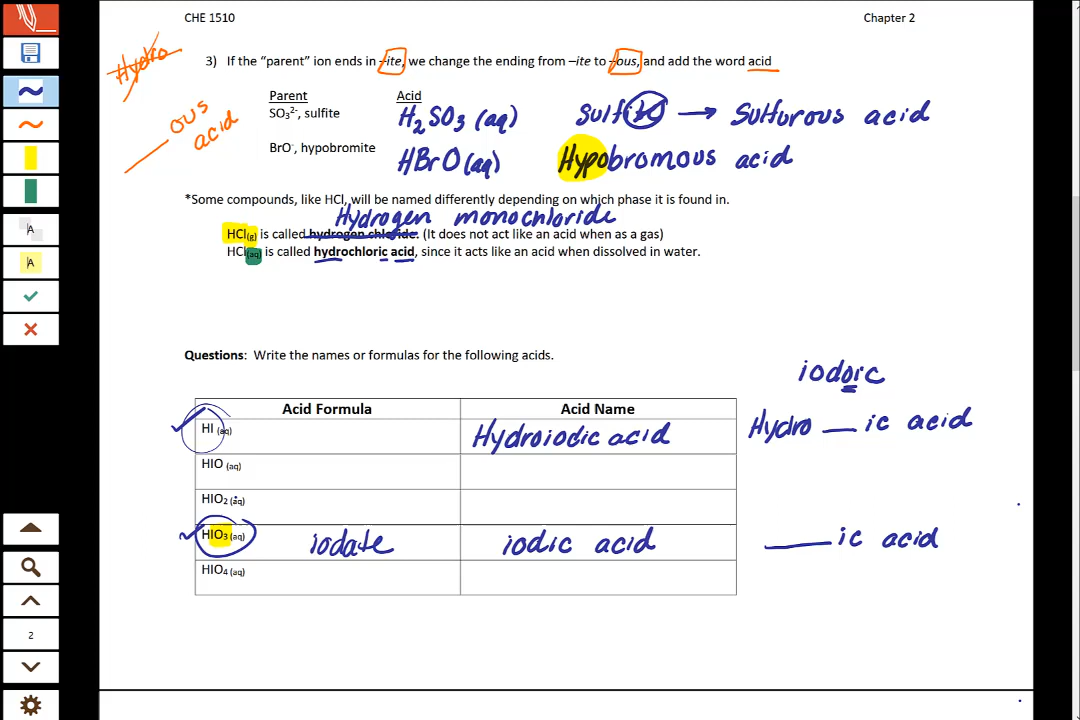 CHE 1510 Chapter 2
Hydro
3) If the “parent” ion ends in –ite, we change the ending from –ite to –ous, and add the word acid
___ ous acid
Parent Acid
SO₃²⁻, sulfite H₂SO₃ (aq) Sulfite → Sulfurous acid
BrO⁻, hypobromite HBrO (aq) Hypobromous acid
*Some compounds, like HCl, will be named differently depending on which phase it is found in.
Hydrogen monochloride
HCl(g) is called hydrogen chloride. (It does not act like an acid when as a gas)
HCl(aq) is called hydrochloric acid, since it acts like an acid when dissolved in water.
Questions: Write the names or formulas for the following acids.
iodoic
Acid Formula Acid Name
HI (aq) Hydroiodic acid Hydro ___ ic acid
HIO (aq)
HIO₂ (aq)
HIO₃ (aq) iodate iodic acid ___ ic acid
HIO₄ (aq)
A
A
2